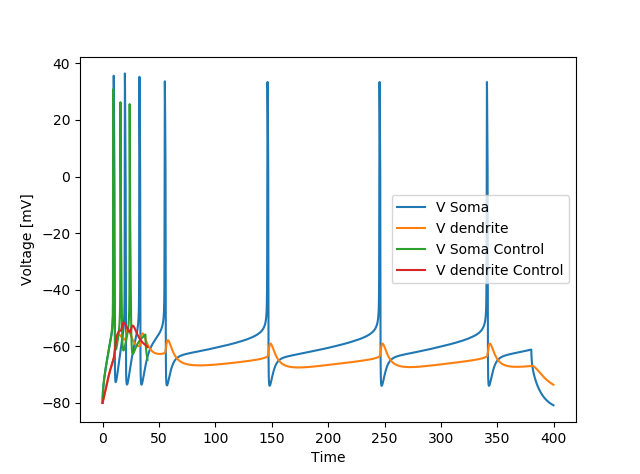 40
20
0
−20
−40
−60
−80
Voltage [mV]
V Soma
V dendrite
V Soma Control
V dendrite Control
0 50 100 150 200 250 300 350 400
Time